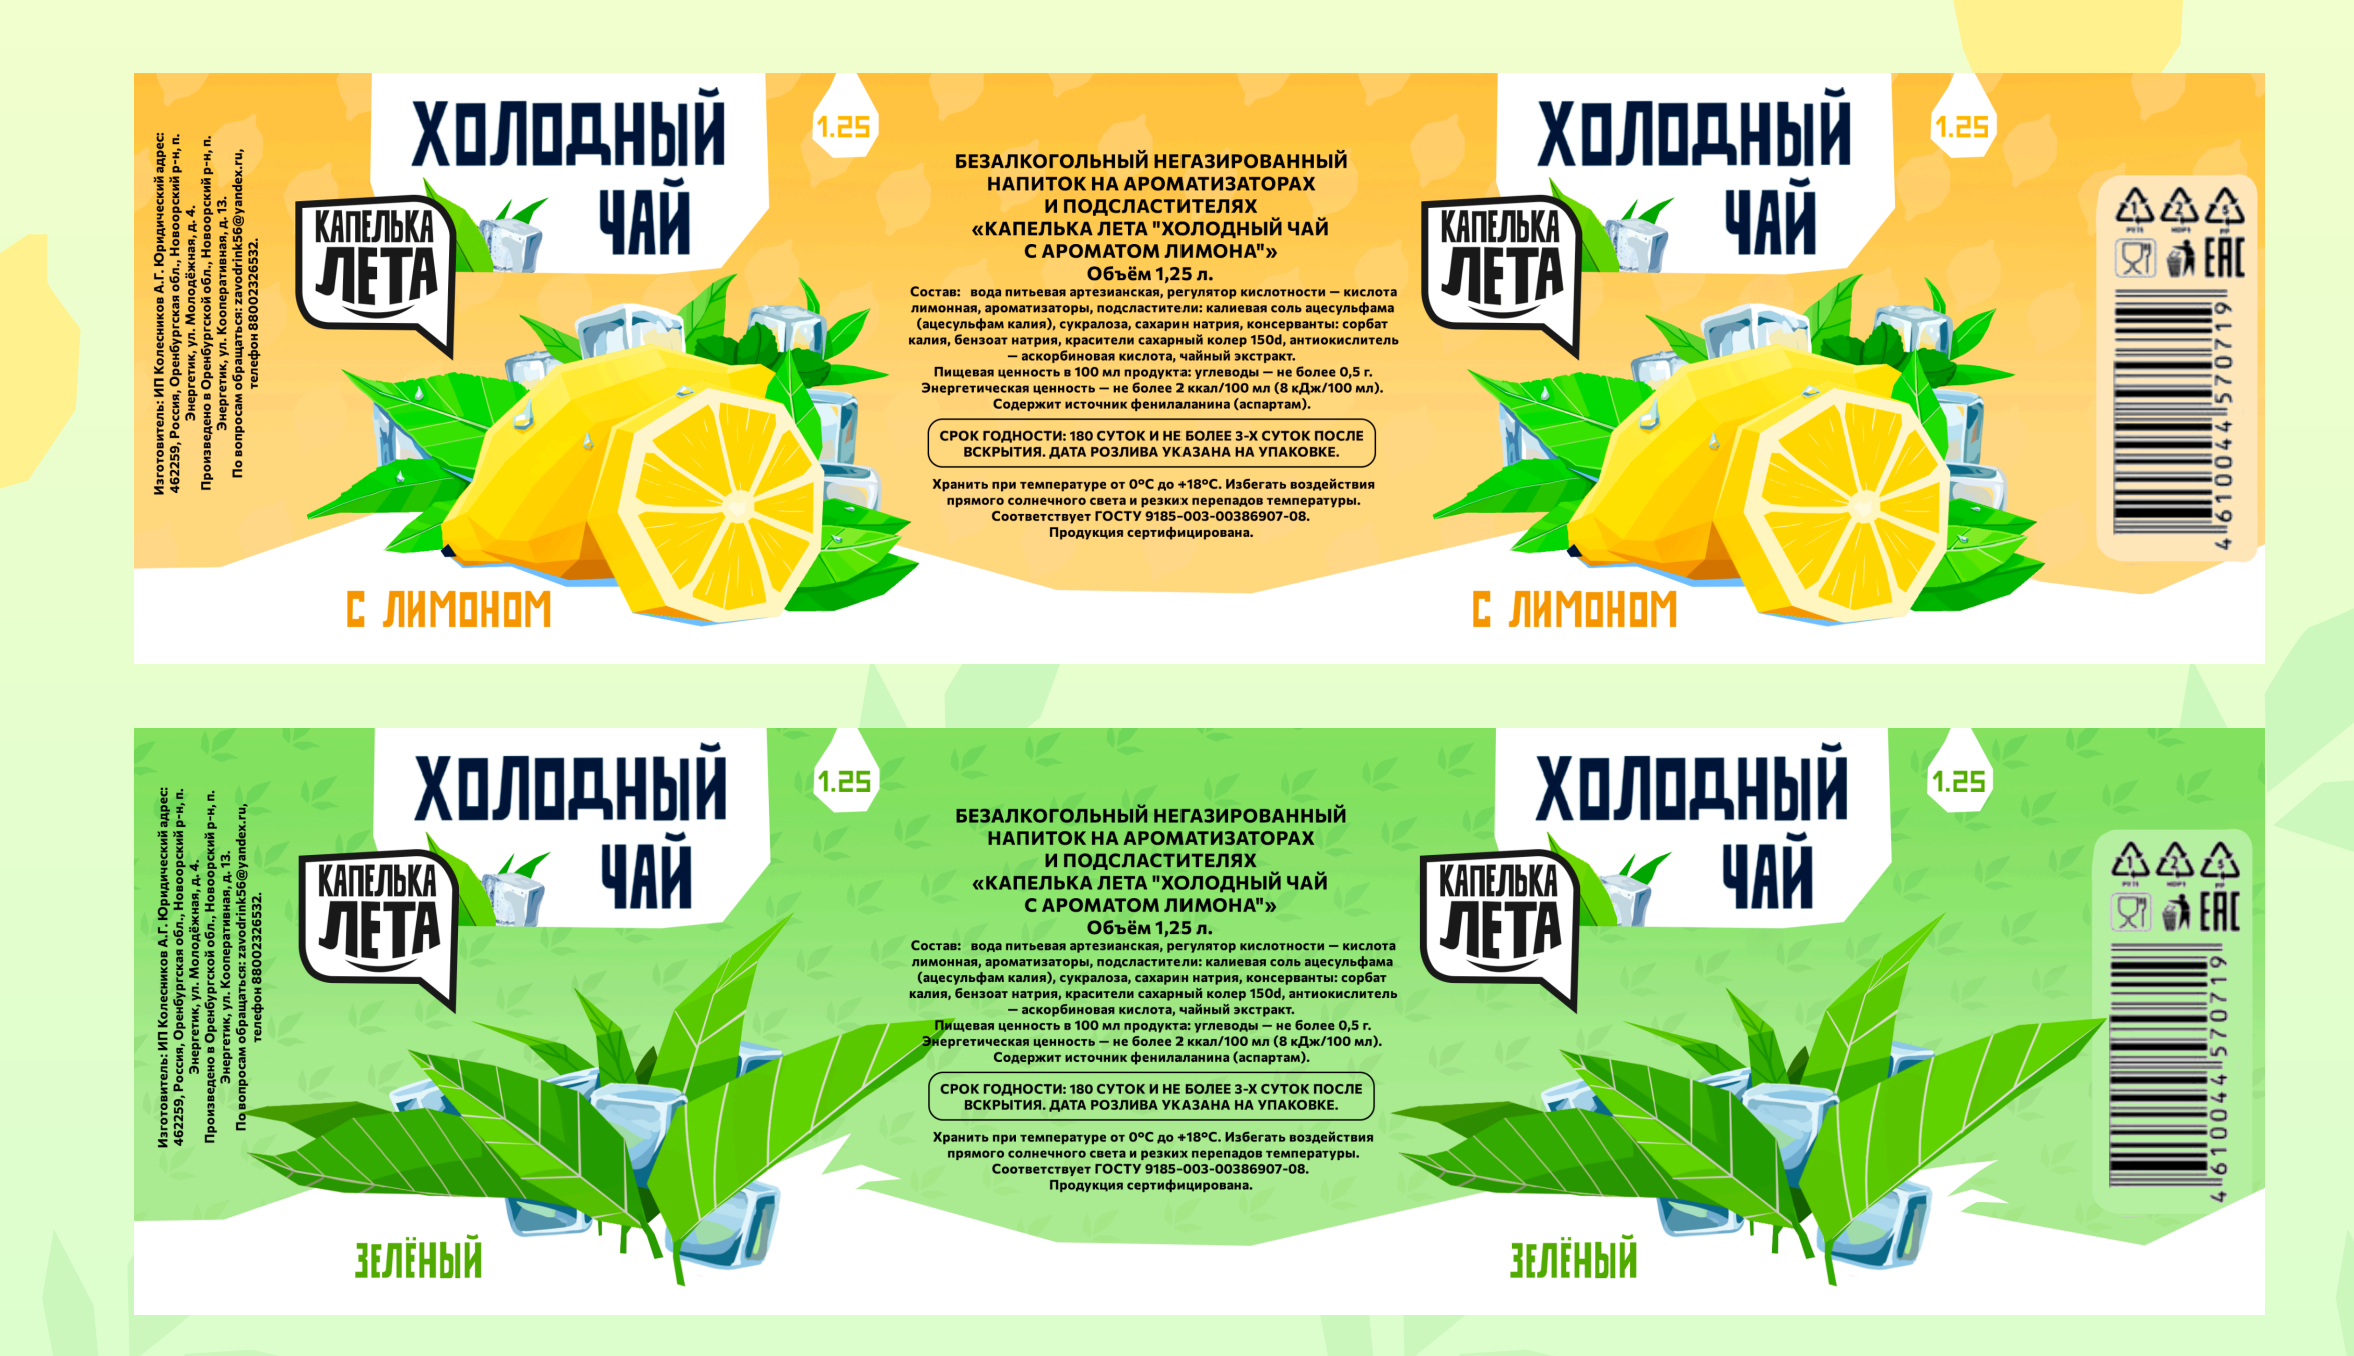 Изготовитель: ИП Колесников А.Г. Юридический адрес:
462259, Россия, Оренбургская обл., Новоорский р-н, п.
Энергетик, ул. Молодёжная, д. 4.
Произведено в Оренбургской обл., Новоорский р-н, п.
Энергетик, ул. Кооперативная, д. 13.
По вопросам обращаться: zavodrink56@yandex.ru,
телефон 88002326532.
ХОЛОДНЫЙ
ЧАЙ
КАПЕЛЬКА
ЛЕТА
С ЛИМОНОМ
1.25
БЕЗАЛКОГОЛЬНЫЙ НЕГАЗИРОВАННЫЙ
НАПИТОК НА АРОМАТИЗАТОРАХ
И ПОДСЛАСТИТЕЛЯХ
«КАПЕЛЬКА ЛЕТА "ХОЛОДНЫЙ ЧАЙ
С АРОМАТОМ ЛИМОНА"»
Объём 1,25 л.
Состав: вода питьевая артезианская, регулятор кислотности — кислота
лимонная, ароматизаторы, подсластители: калиевая соль ацесульфама
(ацесульфам калия), сукралоза, сахарин натрия, консерванты: сорбат
калия, бензоат натрия, красители сахарный колер 150d, антиокислитель
— аскорбиновая кислота, чайный экстракт.
Пищевая ценность в 100 мл продукта: углеводы — не более 0,5 г.
Энергетическая ценность — не более 2 ккал/100 мл (8 кДж/100 мл).
Содержит источник фенилаланина (аспартам).
СРОК ГОДНОСТИ: 180 СУТОК И НЕ БОЛЕЕ 3-Х СУТОК ПОСЛЕ
ВСКРЫТИЯ. ДАТА РОЗЛИВА УКАЗАНА НА УПАКОВКЕ.
Хранить при температуре от 0°С до +18°С. Избегать воздействия
прямого солнечного света и резких перепадов температуры.
Соответствует ГОСТУ 9185-003-00386907-08.
Продукция сертифицирована.
ХОЛОДНЫЙ
ЧАЙ
КАПЕЛЬКА
ЛЕТА
С ЛИМОНОМ
1.25
1 2 5
PETE HDPE PP
EAC
4610044570719
Изготовитель: ИП Колесников А.Г. Юридический адрес:
462259, Россия, Оренбургская обл., Новоорский р-н, п.
Энергетик, ул. Молодёжная, д. 4.
Произведено в Оренбургской обл., Новоорский р-н, п.
Энергетик, ул. Кооперативная, д. 13.
По вопросам обращаться: zavodrink56@yandex.ru,
телефон 88002326532.
ХОЛОДНЫЙ
ЧАЙ
КАПЕЛЬКА
ЛЕТА
ЗЕЛЁНЫЙ
1.25
БЕЗАЛКОГОЛЬНЫЙ НЕГАЗИРОВАННЫЙ
НАПИТОК НА АРОМАТИЗАТОРАХ
И ПОДСЛАСТИТЕЛЯХ
«КАПЕЛЬКА ЛЕТА "ХОЛОДНЫЙ ЧАЙ
С АРОМАТОМ ЛИМОНА"»
Объём 1,25 л.
Состав: вода питьевая артезианская, регулятор кислотности — кислота
лимонная, ароматизаторы, подсластители: калиевая соль ацесульфама
(ацесульфам калия), сукралоза, сахарин натрия, консерванты: сорбат
калия, бензоат натрия, красители сахарный колер 150d, антиокислитель
— аскорбиновая кислота, чайный экстракт.
Пищевая ценность в 100 мл продукта: углеводы — не более 0,5 г.
Энергетическая ценность — не более 2 ккал/100 мл (8 кДж/100 мл).
Содержит источник фенилаланина (аспартам).
СРОК ГОДНОСТИ: 180 СУТОК И НЕ БОЛЕЕ 3-Х СУТОК ПОСЛЕ
ВСКРЫТИЯ. ДАТА РОЗЛИВА УКАЗАНА НА УПАКОВКЕ.
Хранить при температуре от 0°С до +18°С. Избегать воздействия
прямого солнечного света и резких перепадов температуры.
Соответствует ГОСТУ 9185-003-00386907-08.
Продукция сертифицирована.
ХОЛОДНЫЙ
ЧАЙ
КАПЕЛЬКА
ЛЕТА
ЗЕЛЁНЫЙ
1.25
1 2 5
PETE HDPE PP
EAC
4610044570719